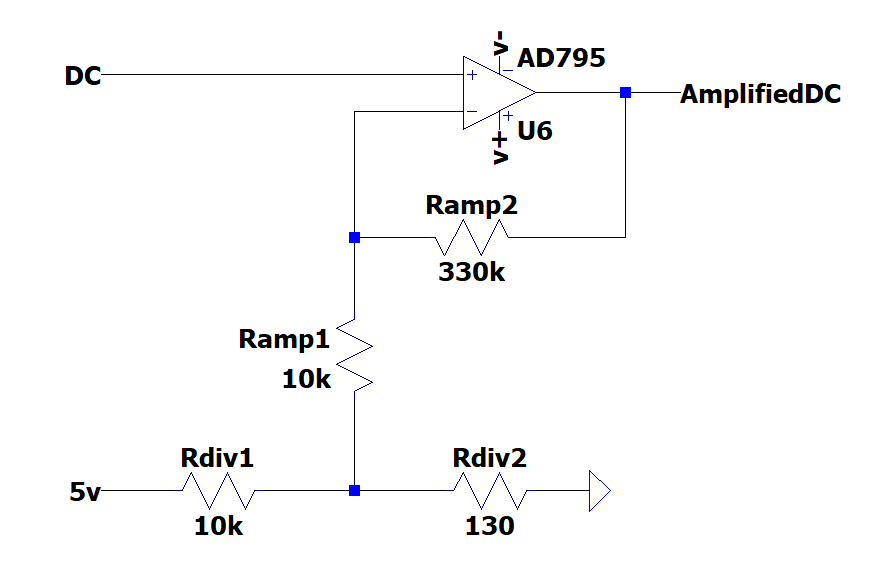 v-
AD795
DC
+
−
−
AmplifiedDC
+
U6
v+
Ramp2
330k
Ramp1
10k
Rdiv1
Rdiv2
5v
10k
130